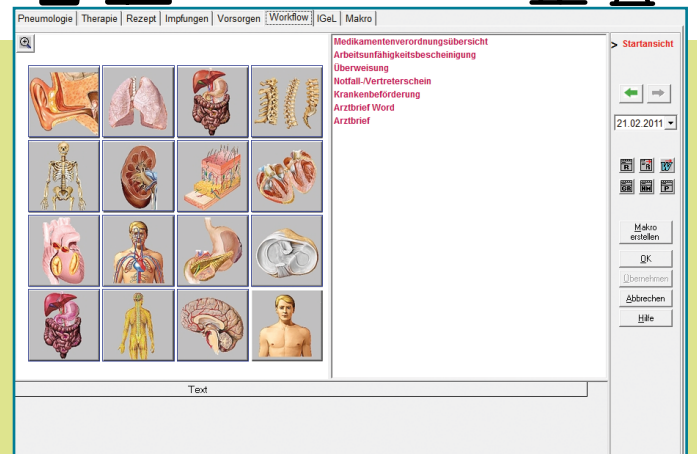 Pneumologie Therapie Rezept Impfungen Vorsorgen Workflow IGeL Makro
Medikamentenverordnungsübersicht
Arbeitsunfähigkeitsbescheinigung
Überweisung
Notfall-/Vertreterschein
Krankenbeförderung
Arztbrief Word
Arztbrief
> Startansicht
21.02.2011
R R
GE P
Makro
erstellen
OK
Übernehmen
Abbrechen
Hilfe
Text